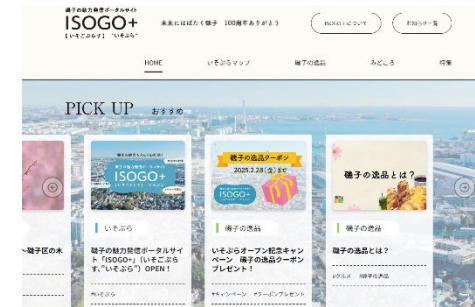 磯子の魅力発信ポータルサイト
ISOGO+
【いそごぷらす】 "いそぷら"
未来にはばたく磯子 100周年ありがとう
ISOGO+について
お知らせ一覧
HOME
いそぷらマップ
磯子の逸品
みどころ
特集
PICK UP おすすめ
ISOGO+
磯子の逸品クーポン
2025.2.28(金)まで
磯子の逸品とは？
いそぷら
磯子の逸品
磯子の逸品
～磯子区の木
磯子の魅力発信ポータルサイ
ト「ISOGO+」(いそごぷら
す。"いそぷら") OPEN！
いそぷらオープン記念キャン
ペーン 磯子の逸品クーポン
プレゼント！
磯子の逸品とは？
#グルメ #磯子の逸品
#いそぷら
#キャンペーン #クーポンプレゼント